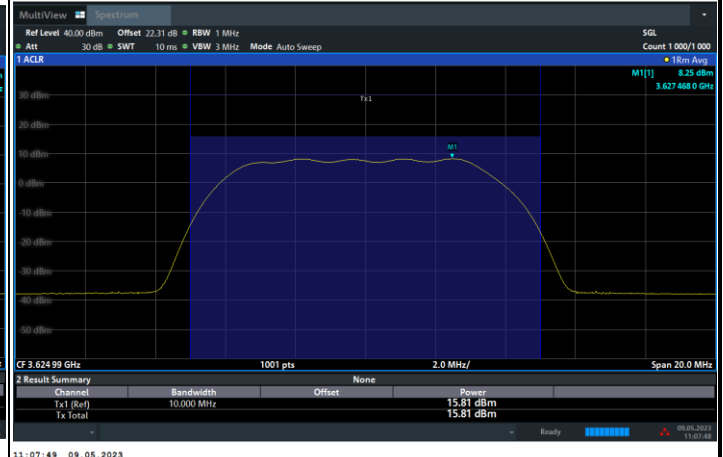 MultiView Spectrum
Ref Level 40.00 dBm Offset 22.31 dB RBW 1 MHz SGL
Att 30 dB SWT 10 ms VBW 3 MHz Mode Auto Sweep Count 1 000/1 000
1 ACLR 1Rm Avg
M1[1] 8.25 dBm
3.627 468 0 GHz
30 dBm
Tx1
20 dBm
10 dBm
M1
0 dBm
-10 dBm
-20 dBm
-30 dBm
-40 dBm
-50 dBm
CF 3.624 99 GHz 1001 pts 2.0 MHz/ Span 20.0 MHz
2 Result Summary None
Channel Bandwidth Offset Power
Tx1 (Ref) 10.000 MHz 15.81 dBm
Tx Total 15.81 dBm
Ready 09.05.2023
11:07:48
11:07:49 09.05.2023